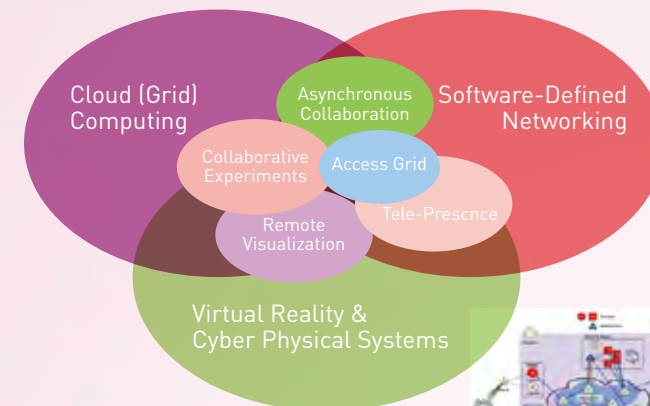 Cloud (Grid)
Computing
Asynchronous
Collaboration
Software-Defined
Networking
Collaborative
Experiments
Access Grid
Tele-Prescnce
Remote
Visualization
Virtual Reality &
Cyber Physical Systems